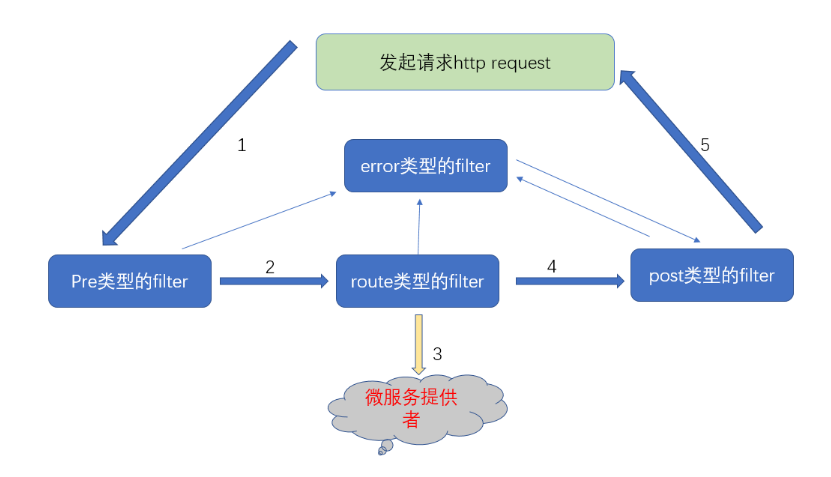 发起请求http request
1
5
error类型的filter
Pre类型的filter
2
route类型的filter
4
post类型的filter
3
微服务提供
者